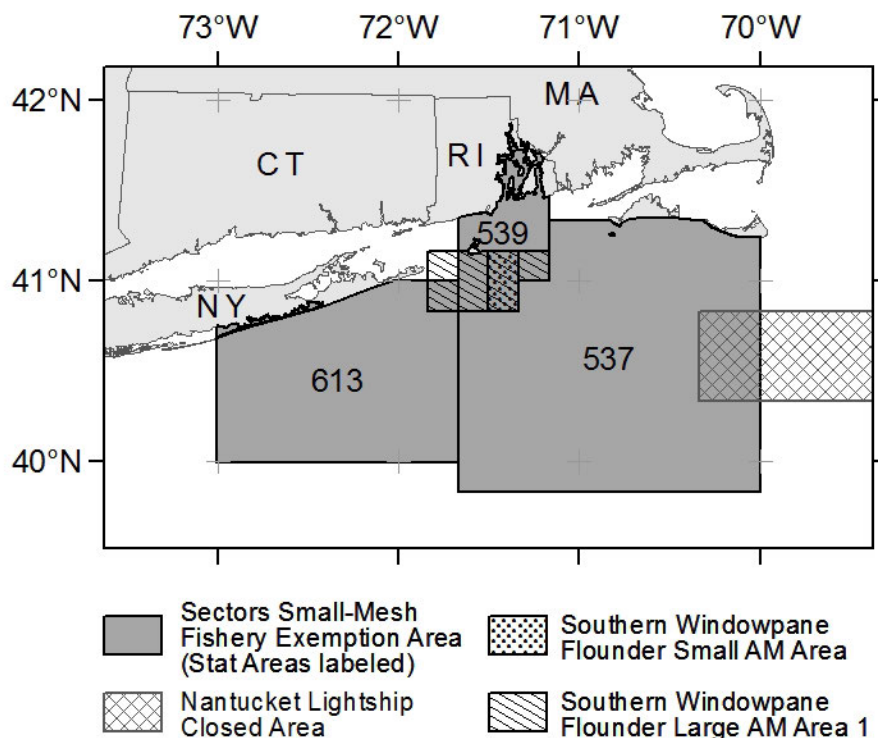 73°W 72°W 71°W 70°W
42°N
MA
RI
CT
539
41°N
NY
537
613
40°N
Sectors Small-Mesh
Fishery Exemption Area
(Stat Areas labeled)
Southern Windowpane
Flounder Small AM Area
Nantucket Lightship
Closed Area
Southern Windowpane
Flounder Large AM Area 1